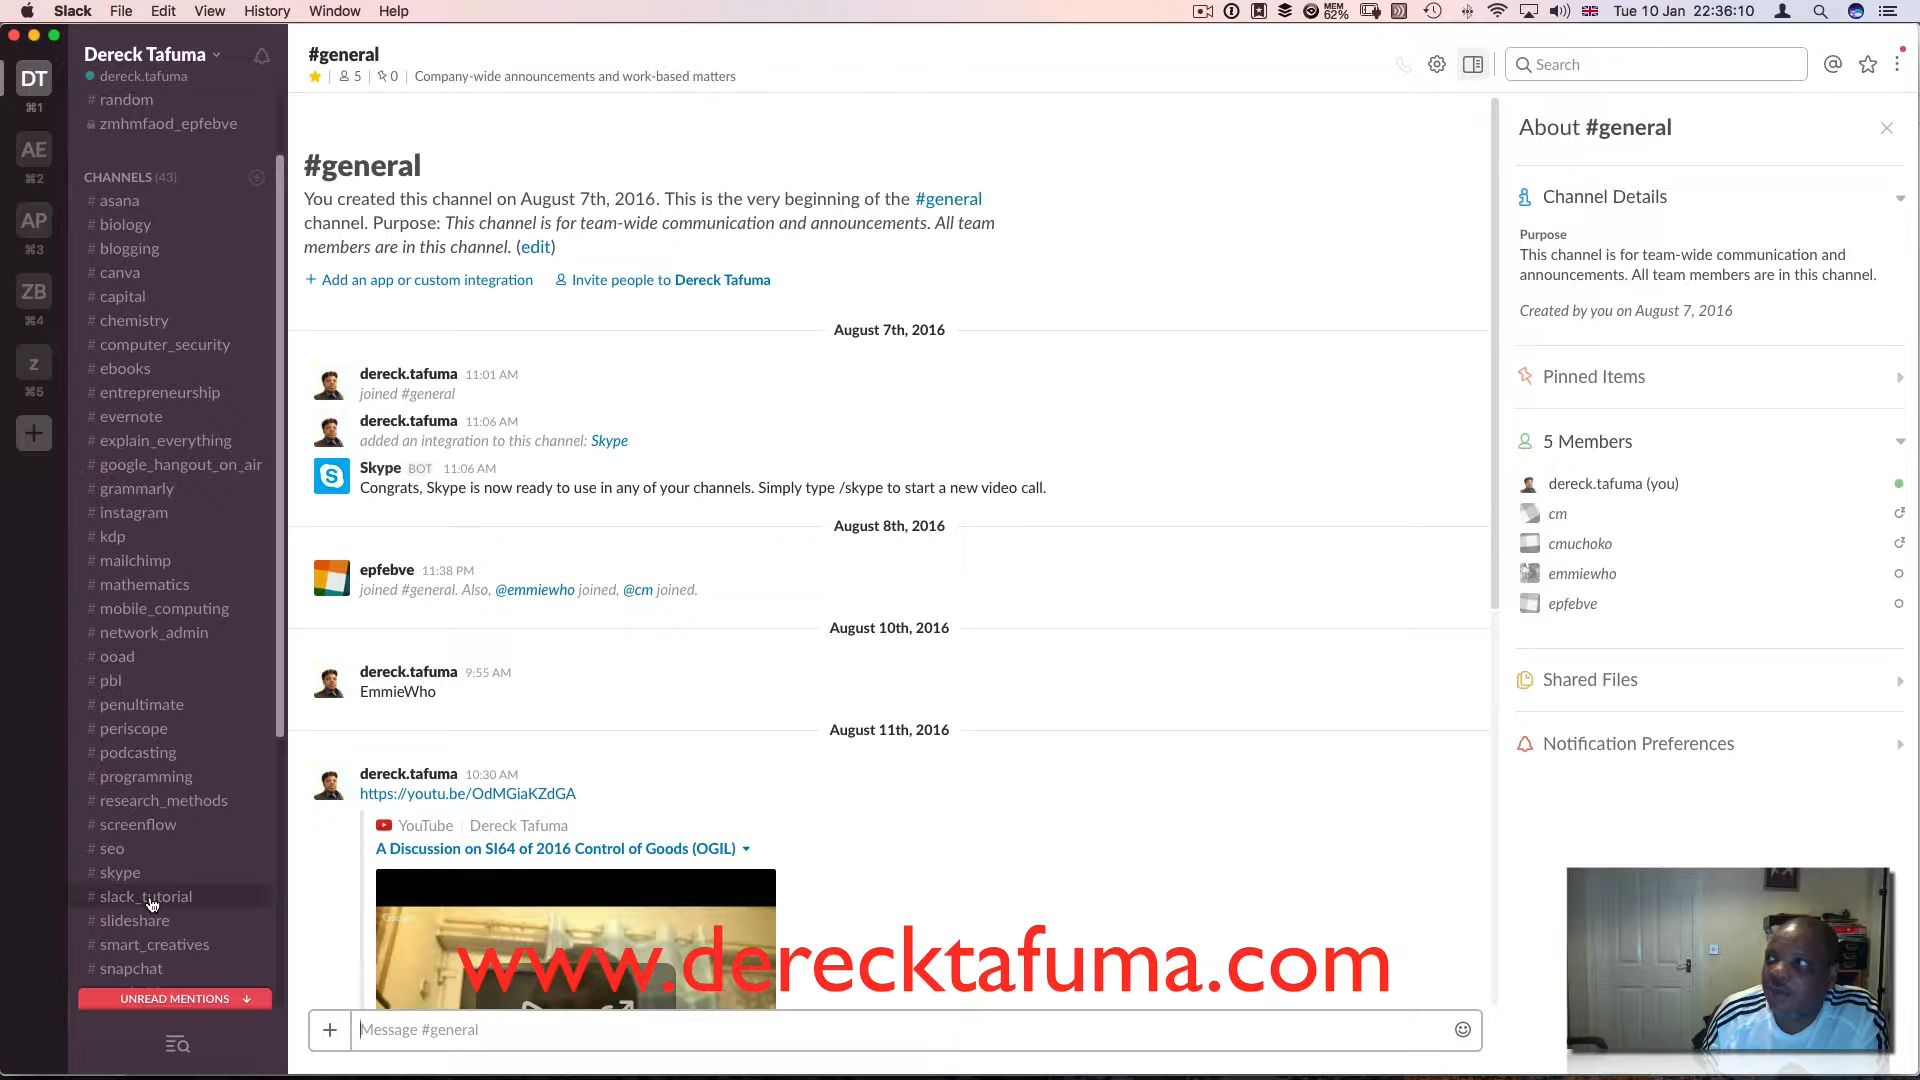 Slack File Edit View History Window Help
MEM 62% Tue 10 Jan 22:36:10
DT
⌘1
AE
⌘2
AP
⌘3
ZB
⌘4
z
⌘5
Dereck Tafuma
dereck.tafuma
# random
zmhmfaod_epfebve
CHANNELS (43)
# asana
# biology
# blogging
# canva
# capital
# chemistry
# computer_security
# ebooks
# entrepreneurship
# evernote
# explain_everything
# google_hangout_on_air
# grammarly
# instagram
# kdp
# mailchimp
# mathematics
# mobile_computing
# network_admin
# ooad
# pbl
# penultimate
# periscope
# podcasting
# programming
# research_methods
# screenflow
# seo
# skype
# slack_tutorial
# slideshare
# smart_creatives
# snapchat
UNREAD MENTIONS ↓
#general
5 | 0 | Company-wide announcements and work-based matters
Search
#general
You created this channel on August 7th, 2016. This is the very beginning of the #general
channel. Purpose: This channel is for team-wide communication and announcements. All team
members are in this channel. (edit)
+ Add an app or custom integration Invite people to Dereck Tafuma
August 7th, 2016
dereck.tafuma 11:01 AM
joined #general
dereck.tafuma 11:06 AM
added an integration to this channel: Skype
Skype BOT 11:06 AM
Congrats, Skype is now ready to use in any of your channels. Simply type /skype to start a new video call.
August 8th, 2016
epfebve 11:38 PM
joined #general. Also, @emmiewho joined, @cm joined.
August 10th, 2016
dereck.tafuma 9:55 AM
EmmieWho
August 11th, 2016
dereck.tafuma 10:30 AM
https://youtu.be/OdMGiaKZdGA
YouTube | Dereck Tafuma
A Discussion on SI64 of 2016 Control of Goods (OGIL)
www.derecktafuma.com
Message #general
About #general
Channel Details
Purpose
This channel is for team-wide communication and
announcements. All team members are in this channel.
Created by you on August 7, 2016
Pinned Items
5 Members
dereck.tafuma (you)
cm
cmuchoko
emmiewho
epfebve
Shared Files
Notification Preferences